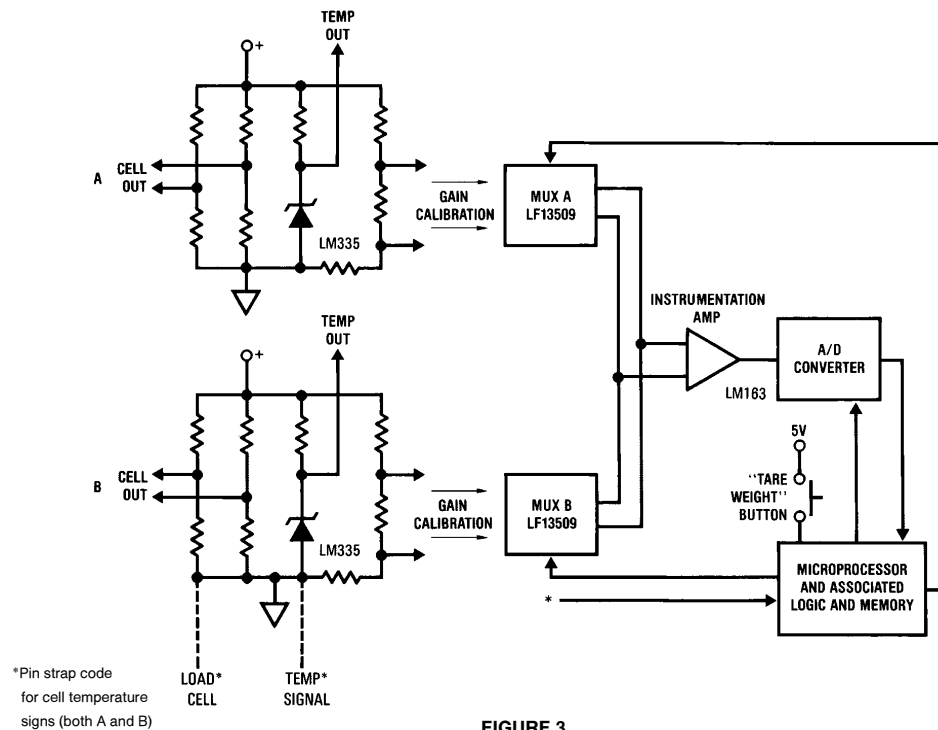 TEMP
OUT
+
A
CELL
OUT
LM335
GAIN
CALIBRATION
MUX A
LF13509
INSTRUMENTATION
AMP
LM163
A/D
CONVERTER
TEMP
OUT
+
B
CELL
OUT
LM335
GAIN
CALIBRATION
MUX B
LF13509
5V
"TARE
WEIGHT"
BUTTON
MICROPROCESSOR
AND ASSOCIATED
LOGIC AND MEMORY
*
LOAD*
CELL
TEMP*
SIGNAL
*Pin strap code
for cell temperature
signs (both A and B)
FIGURE 3